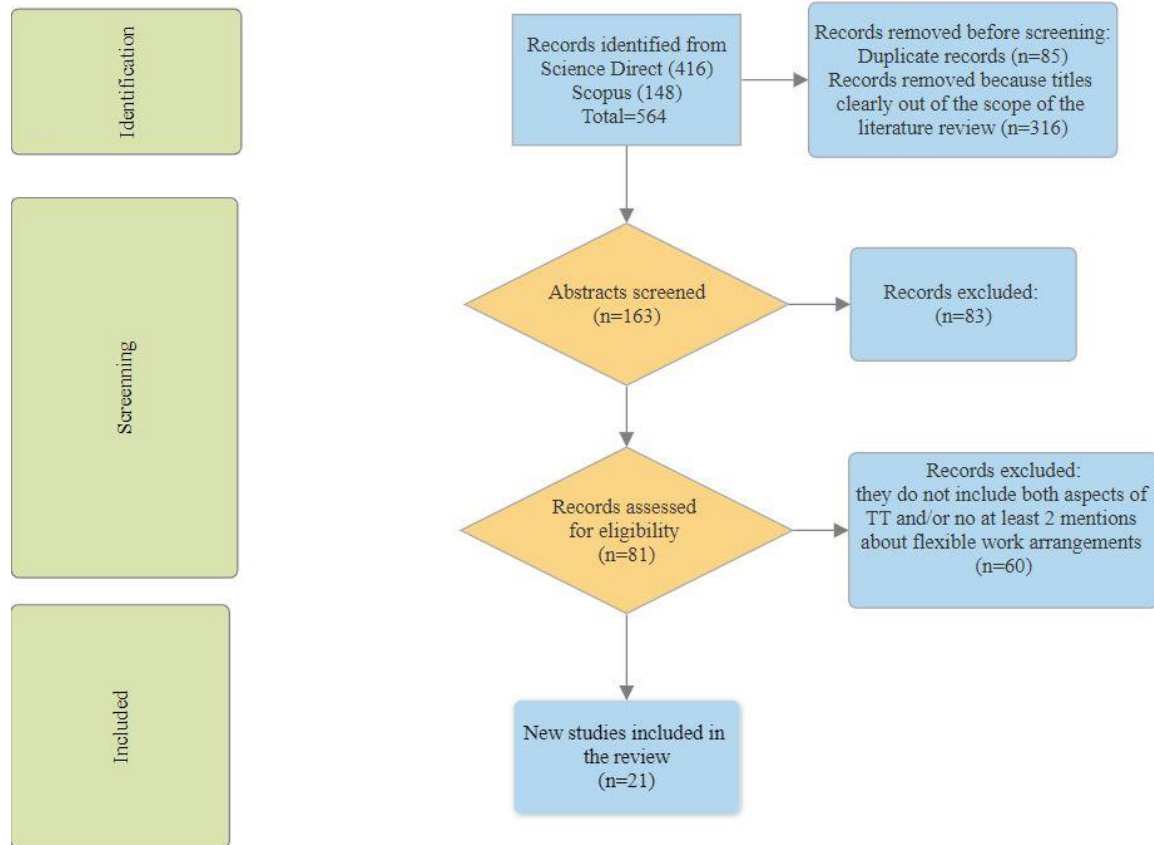 Identification
Records identified from
Science Direct (416)
Scopus (148)
Total=564
Records removed before screening:
Duplicate records (n=85)
Records removed because titles
clearly out of the scope of the
literature review (n=316)
Screenning
Abstracts screened
(n=163)
Records excluded:
(n=83)
Records assessed
for eligibility
(n=81)
Records excluded:
they do not include both aspects of
TT and/or no at least 2 mentions
about flexible work arrangements
(n=60)
Included
New studies included in
the review
(n=21)